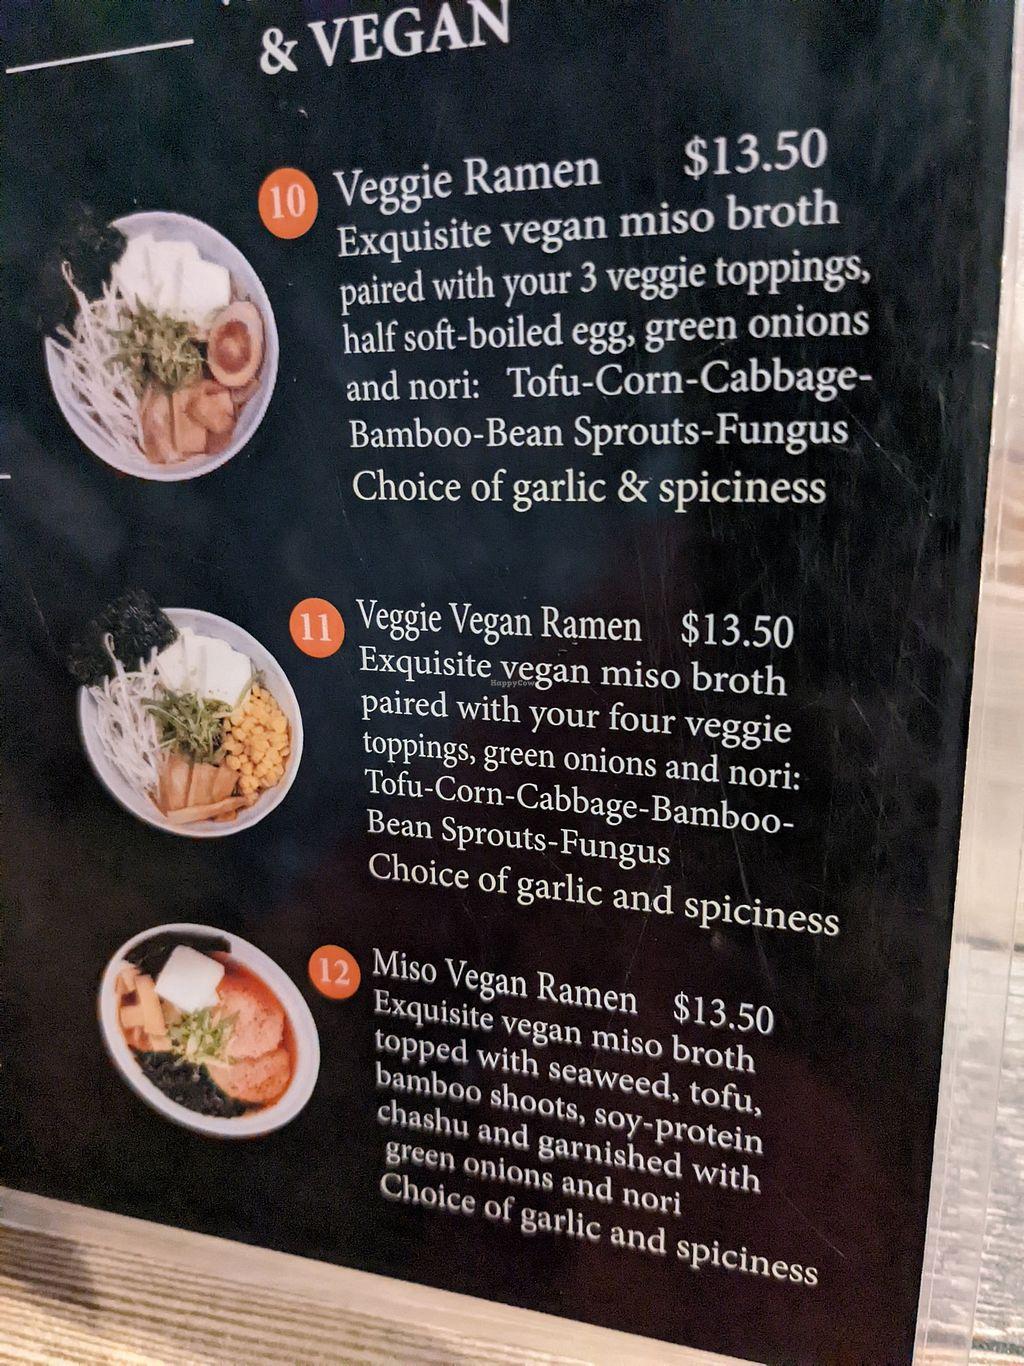 & VEGAN
10 Veggie Ramen $13.50
Exquisite vegan miso broth
paired with your 3 veggie toppings,
half soft-boiled egg, green onions
and nori: Tofu-Corn-Cabbage-
Bamboo-Bean Sprouts-Fungus
Choice of garlic & spiciness
11 Veggie Vegan Ramen $13.50
Exquisite vegan miso broth
HappyCow
paired with your four veggie
toppings, green onions and nori:
Tofu-Corn-Cabbage-Bamboo-
Bean Sprouts-Fungus
Choice of garlic and spiciness
12 Miso Vegan Ramen $13.50
Exquisite vegan miso broth
topped with seaweed, tofu,
bamboo shoots, soy-protein
chashu and garnished with
green onions and nori
Choice of garlic and spiciness